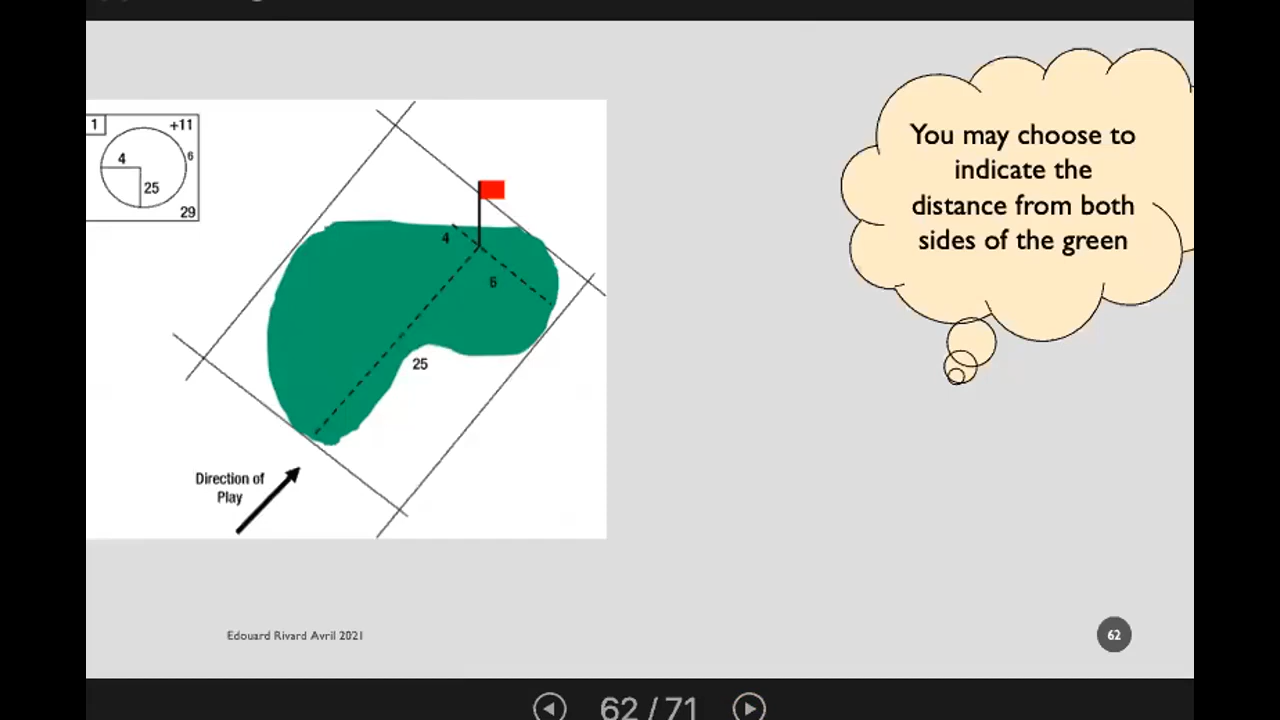 1
+11
4
6
25
29
4
6
25
Direction of
Play
You may choose to
indicate the
distance from both
sides of the green
Edouard Rivard Avril 2021
62
62 / 71